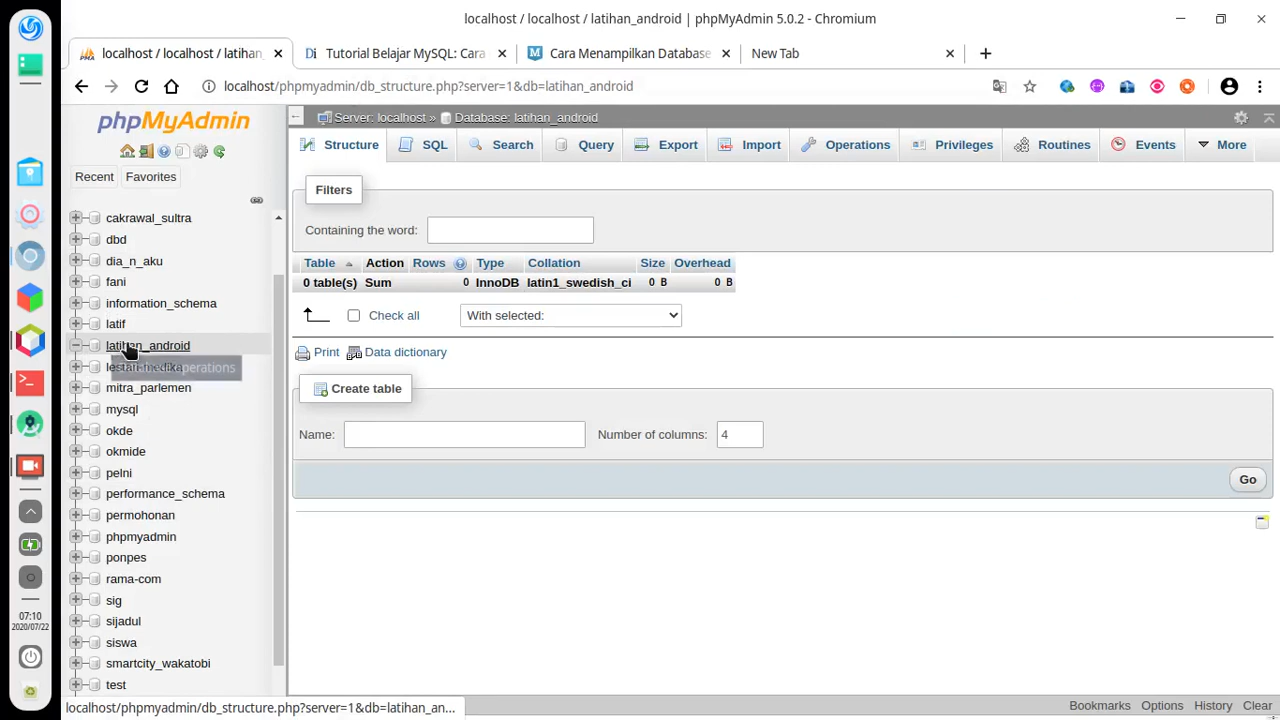 localhost / localhost / latihan_android | phpMyAdmin 5.0.2 - Chromium
localhost / localhost / latihan
Tutorial Belajar MySQL: Cara
Cara Menampilkan Database
New Tab
localhost/phpmyadmin/db_structure.php?server=1&db=latihan_android
phpMyAdmin
Recent
Favorites
cakrawal_sultra
dbd
dia_n_aku
fani
information_schema
latif
latihan_android
mitra_parlemen
mysql
okde
okmide
pelni
performance_schema
permohonan
phpmyadmin
ponpes
rama-com
sig
sijadul
siswa
smartcity_wakatobi
test
Server: localhost » Database: latihan_android
Structure
SQL
Search
Query
Export
Import
Operations
Privileges
Routines
Events
More
Filters
Containing the word:
Table Action Rows Type Collation Size Overhead
0 table(s) Sum 0 InnoDB latin1_swedish_ci 0 B 0 B
Check all
With selected:
Print
Data dictionary
Create table
Name:
Number of columns: 4
Go
Bookmarks Options History Clear
07:10
2020/07/22
localhost/phpmyadmin/db_structure.php?server=1&db=latihan_an...